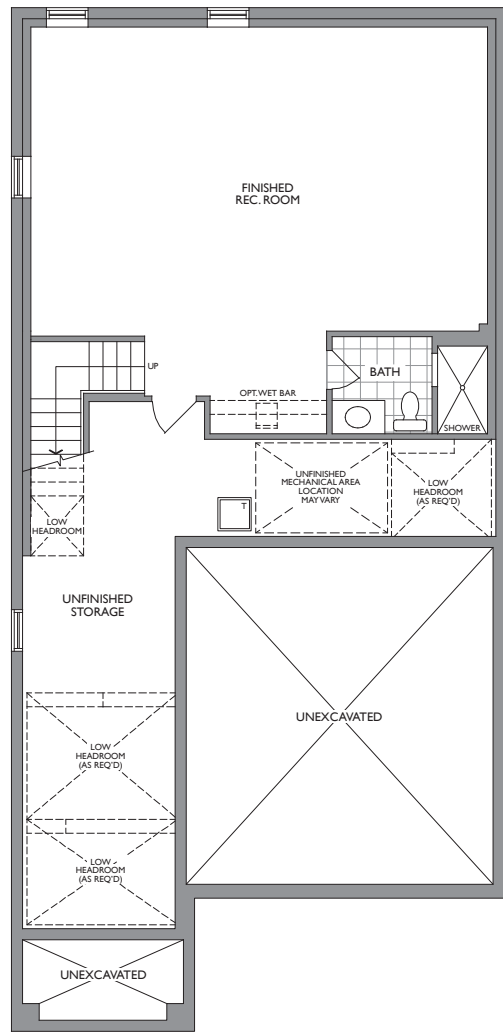 FINISHED
REC. ROOM
UP
BATH
OPT. WET BAR
SHOWER
UNFINISHED
MECHANICAL AREA
LOCATION
MAY VARY
LOW
HEADROOM
(AS REQ'D)
T
LOW
HEADROOM
UNFINISHED
STORAGE
UNEXCAVATED
LOW
HEADROOM
(AS REQ'D)
LOW
HEADROOM
(AS REQ'D)
UNEXCAVATED